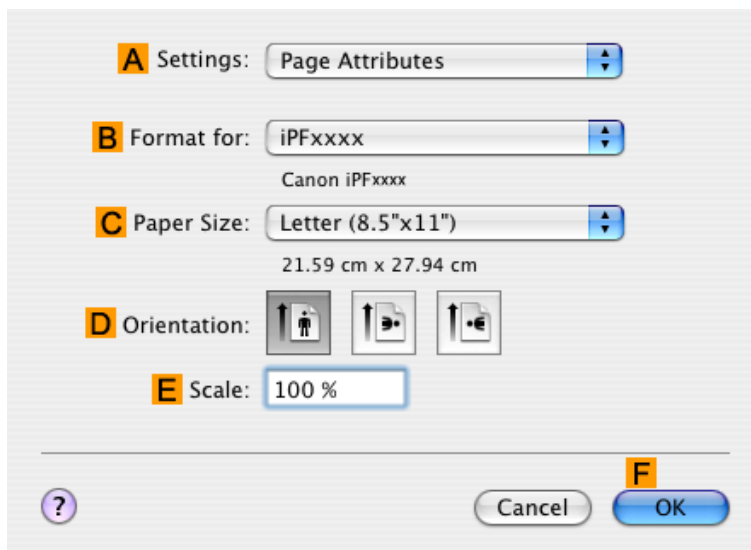 A Settings: Page Attributes
B Format for: iPFxxxx
Canon iPFxxxx
C Paper Size: Letter (8.5"x11")
21.59 cm x 27.94 cm
D Orientation:
E Scale: 100 %
F
? Cancel OK